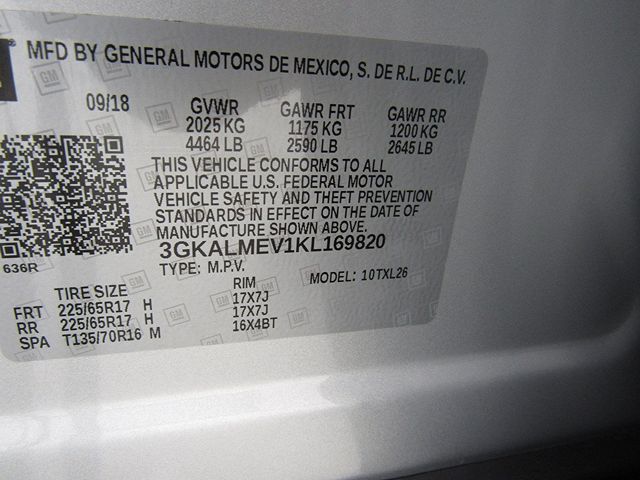 MFD BY GENERAL MOTORS DE MEXICO, S. DE R.L. DE C.V.
09/18 GVWR GAWR FRT GAWR RR
2025 KG 1175 KG 1200 KG
4464 LB 2590 LB 2645 LB
THIS VEHICLE CONFORMS TO ALL
APPLICABLE U.S. FEDERAL MOTOR
VEHICLE SAFETY AND THEFT PREVENTION
STANDARDS IN EFFECT ON THE DATE OF
MANUFACTURE SHOWN ABOVE.
3GKALMEV1KL169820
636R
TYPE: M.P.V. MODEL: 10TXL26
TIRE SIZE RIM
FRT 225/65R17 H 17X7J
RR 225/65R17 H 17X7J
SPA T135/70R16 M 16X4BT